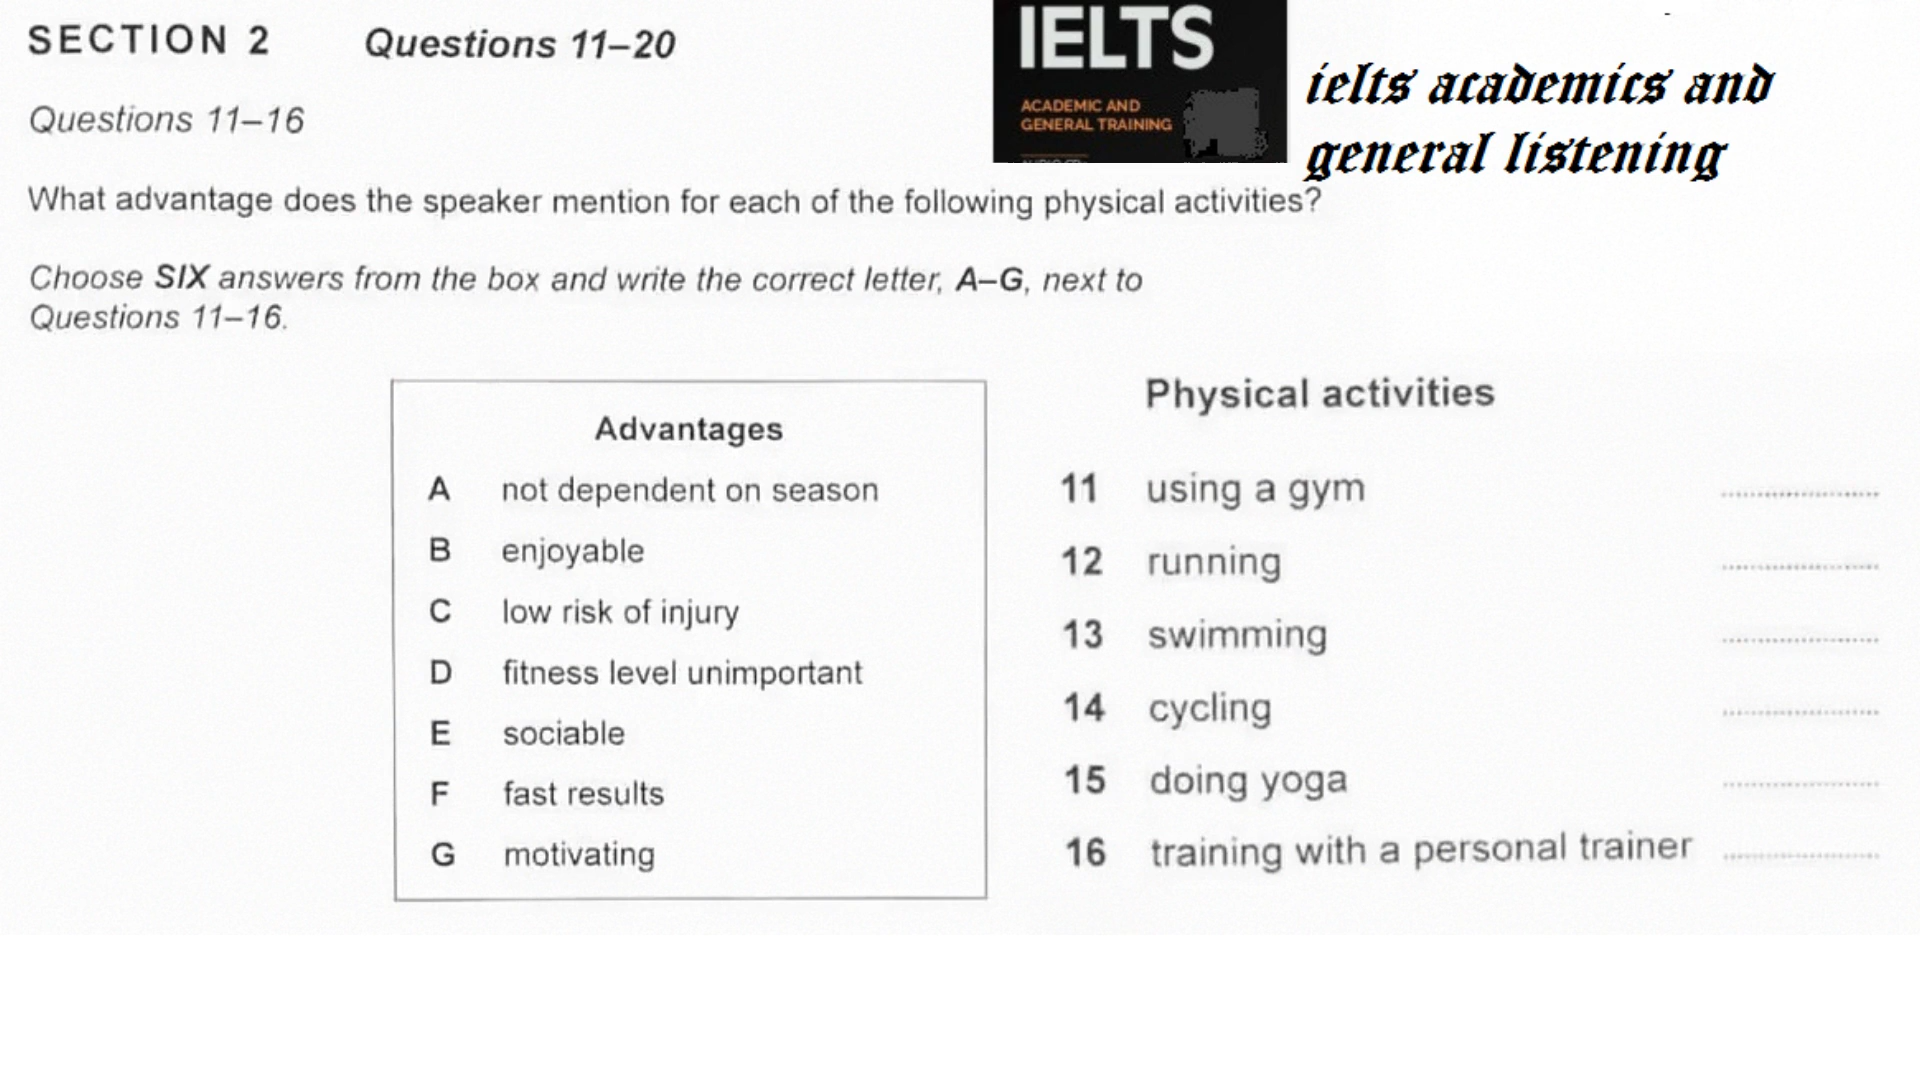 SECTION 2 Questions 11–20
IELTS
ACADEMIC AND
GENERAL TRAINING
ielts academics and
general listening
Questions 11–16
What advantage does the speaker mention for each of the following physical activities?
Choose SIX answers from the box and write the correct letter, A–G, next to
Questions 11–16.
Advantages
A not dependent on season
B enjoyable
C low risk of injury
D fitness level unimportant
E sociable
F fast results
G motivating
Physical activities
11 using a gym ....................
12 running ....................
13 swimming ....................
14 cycling ....................
15 doing yoga ....................
16 training with a personal trainer ....................